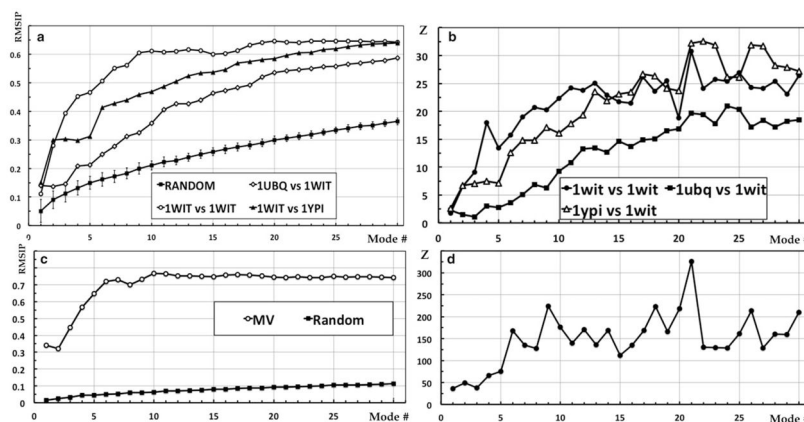 a
RMSIP
0.6
0.5
0.4
0.3
0.2
0.1
0
RANDOM
1UBQ vs 1WIT
1WIT vs 1WIT
1WIT vs 1YPI
0 5 10 15 20 25
Mode #
b
Z
30
25
20
15
10
5
0
1wit vs 1wit
1ubq vs 1wit
1ypi vs 1wit
0 5 10 15 20 25
Mode #
c
RMSIP
0.9
0.8
0.7
0.6
0.5
0.4
0.3
0.2
0.1
0
MV
Random
0 5 10 15 20 25
Mode #
d
Z
300
250
200
150
100
50
0
0 5 10 15 20 25
Mode #